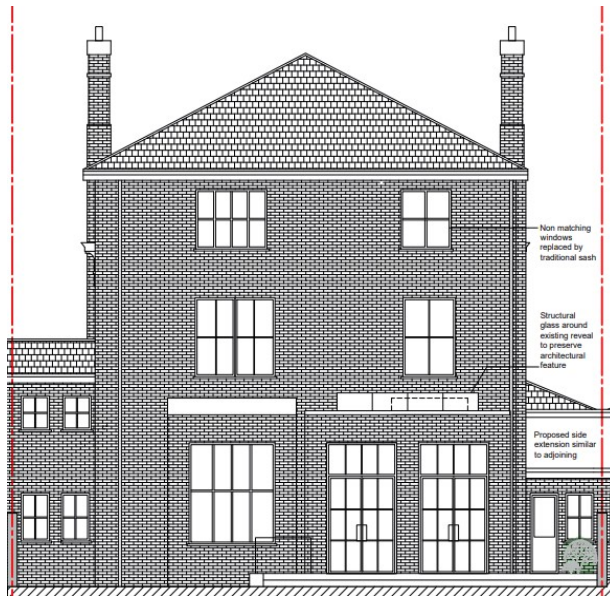 Non matching
windows
replaced by
traditional sash
Structural
glass around
existing reveal
to preserve
architectural
feature
Proposed side
extension similar
to adjoining